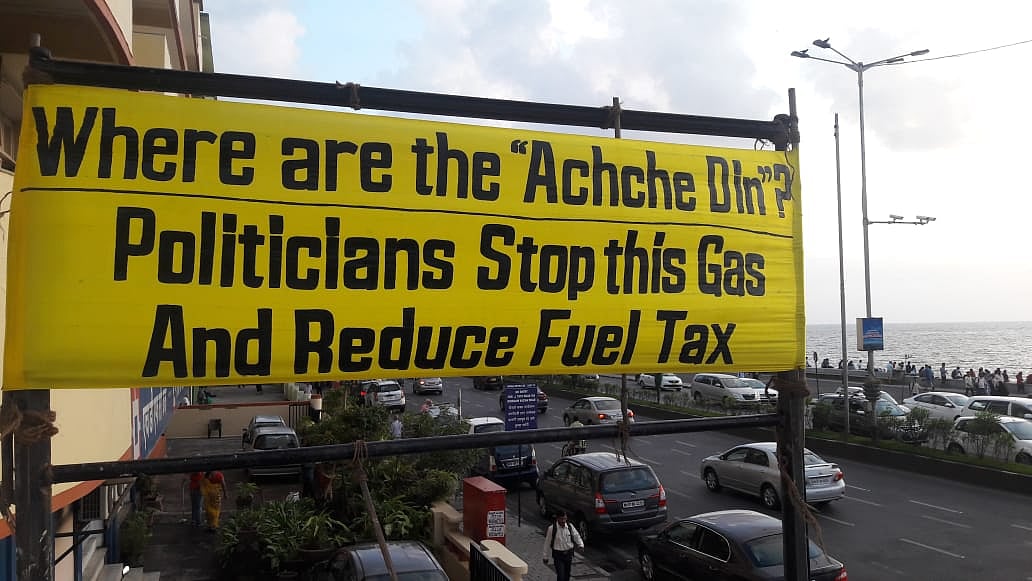 Where are the “Achche Din”?
Politicians Stop this Gas
And Reduce Fuel Tax